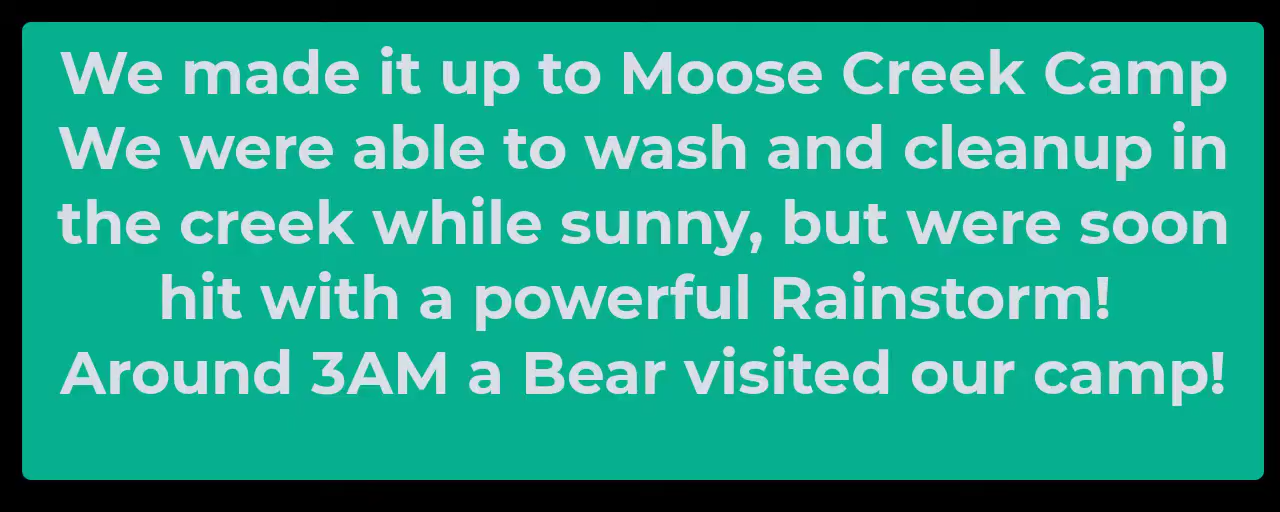 We made it up to Moose Creek Camp
We were able to wash and cleanup in
the creek while sunny, but were soon
hit with a powerful Rainstorm!
Around 3AM a Bear visited our camp!